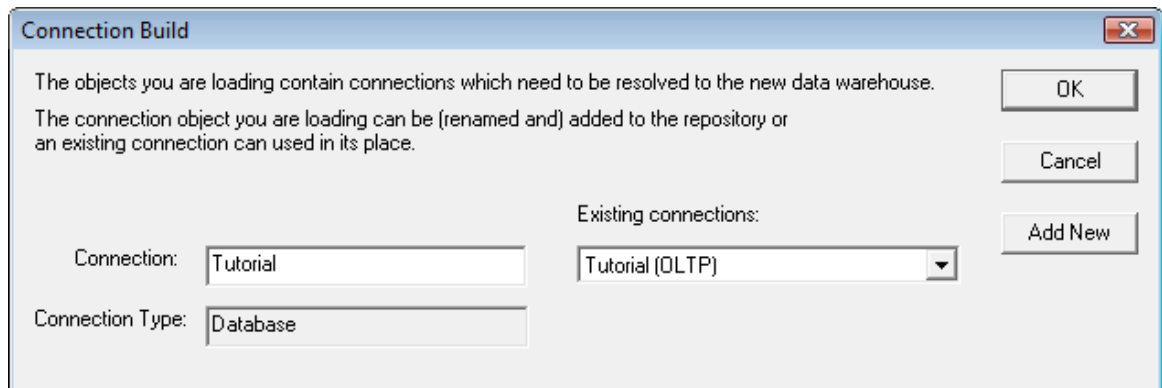 Connection Build
The objects you are loading contain connections which need to be resolved to the new data warehouse.
The connection object you are loading can be (renamed and) added to the repository or
an existing connection can used in its place.
OK
Cancel
Add New
Existing connections:
Connection:
Tutorial
Tutorial (OLTP)
Connection Type:
Database